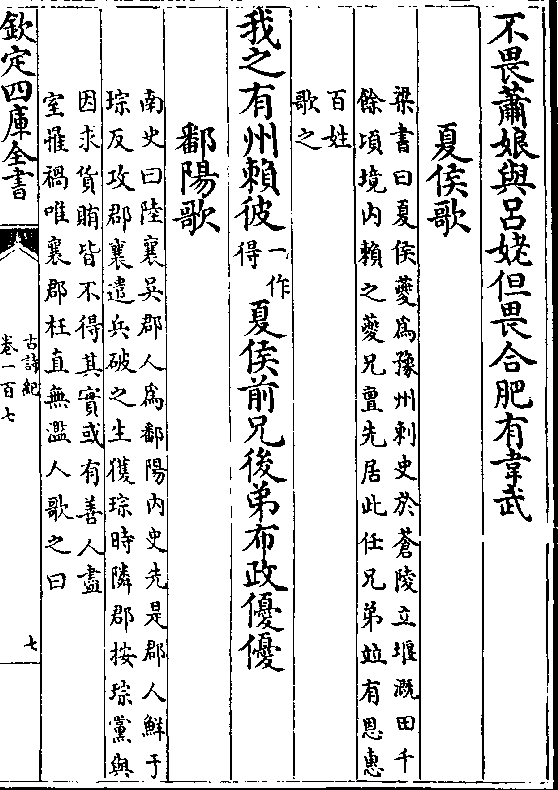 不畏蕭娘與呂姥但畏合肥有韋武
夏侯歌
梁書曰夏侯夔為豫州刺史於蒼陵立堰溉田千
餘頃境内賴之夔兄亶先居此任兄弟竝有恩惠
百姓
歌之
我之有州賴彼
一作
得
夏侯前兄後弟布政優優
鄱陽歌
南史曰陸襄吳郡人為鄱陽内史先是郡人鮮于
琮反攻郡襄遣兵破之生獲琮時隣郡按琮黨與
因求貨賄皆不得其實或有善人盡
室罹禍唯襄郡枉直無濫人歌之曰
欽定四庫全書
古詩紀
卷一百七
七